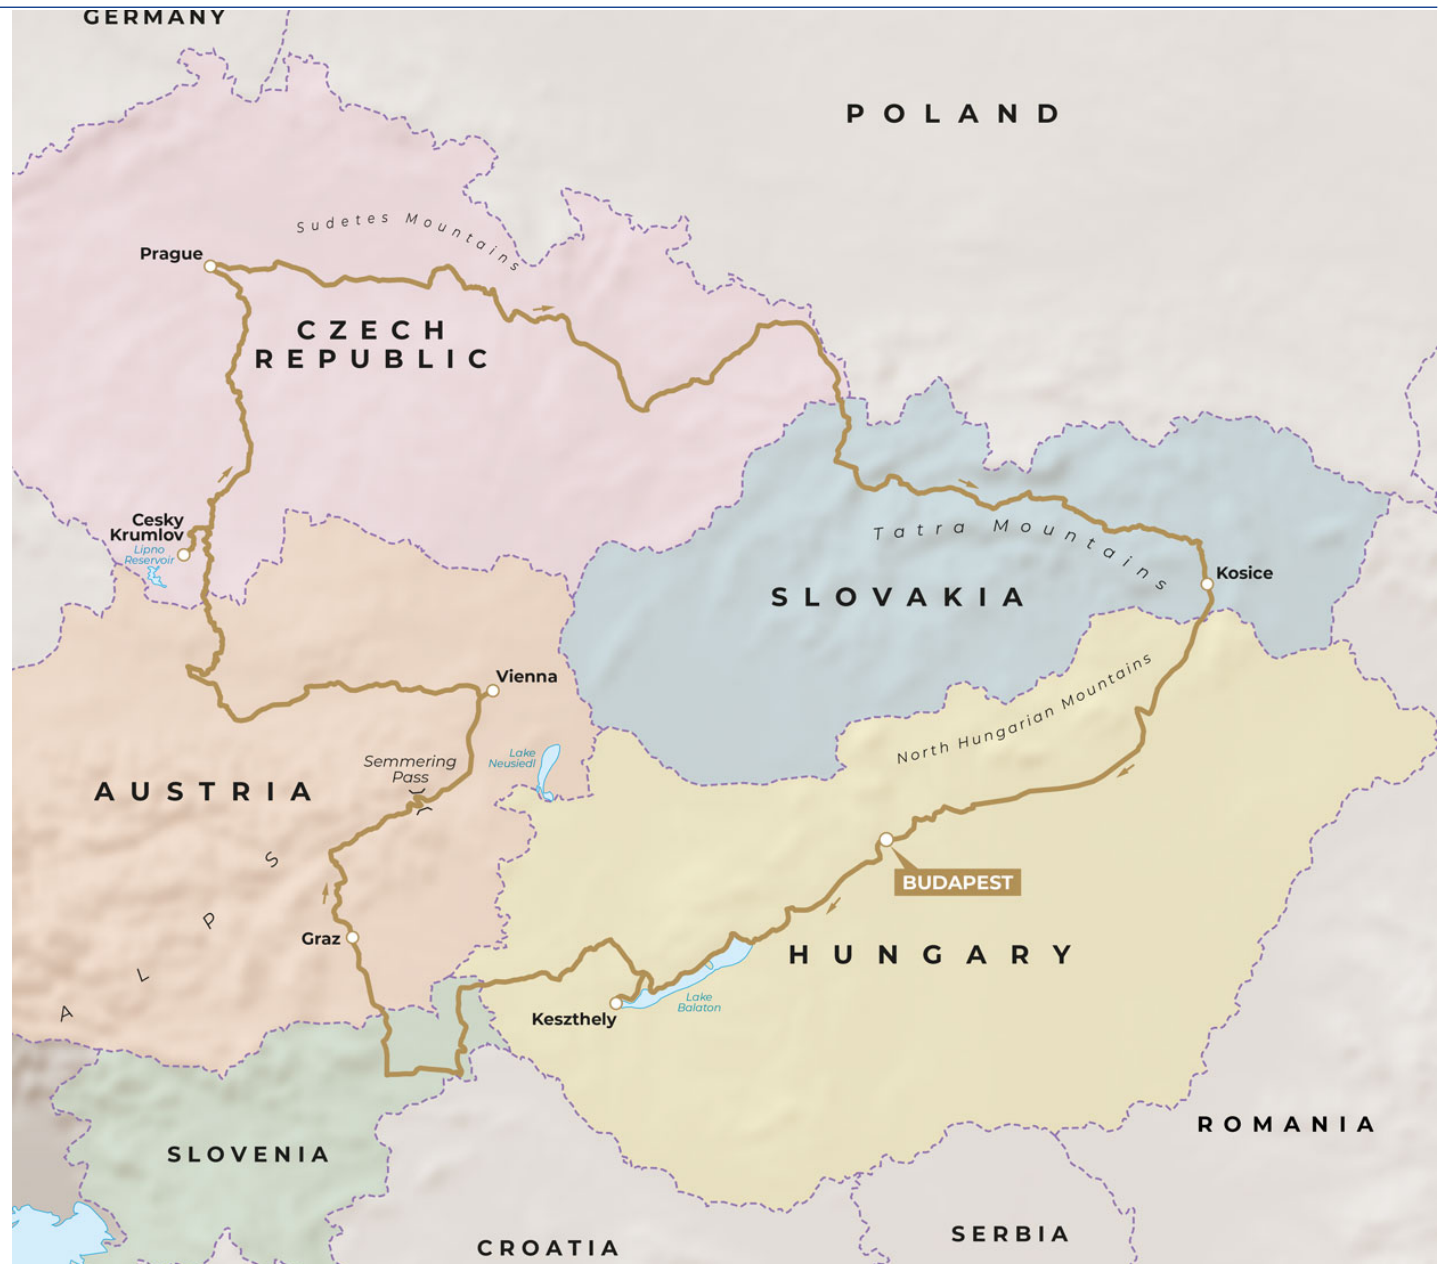 GERMANY
POLAND
Sudetes Mountains
Prague
CZECH
REPUBLIC
Cesky
Krumlov
Lipno
Reservoir
Tatra Mountains
Kosice
SLOVAKIA
Vienna
North Hungarian Mountains
Semmering
Pass
Lake
Neusiedl
AUSTRIA
ALPS
BUDAPEST
Graz
HUNGARY
Lake
Balaton
Keszthely
ROMANIA
SLOVENIA
SERBIA
CROATIA